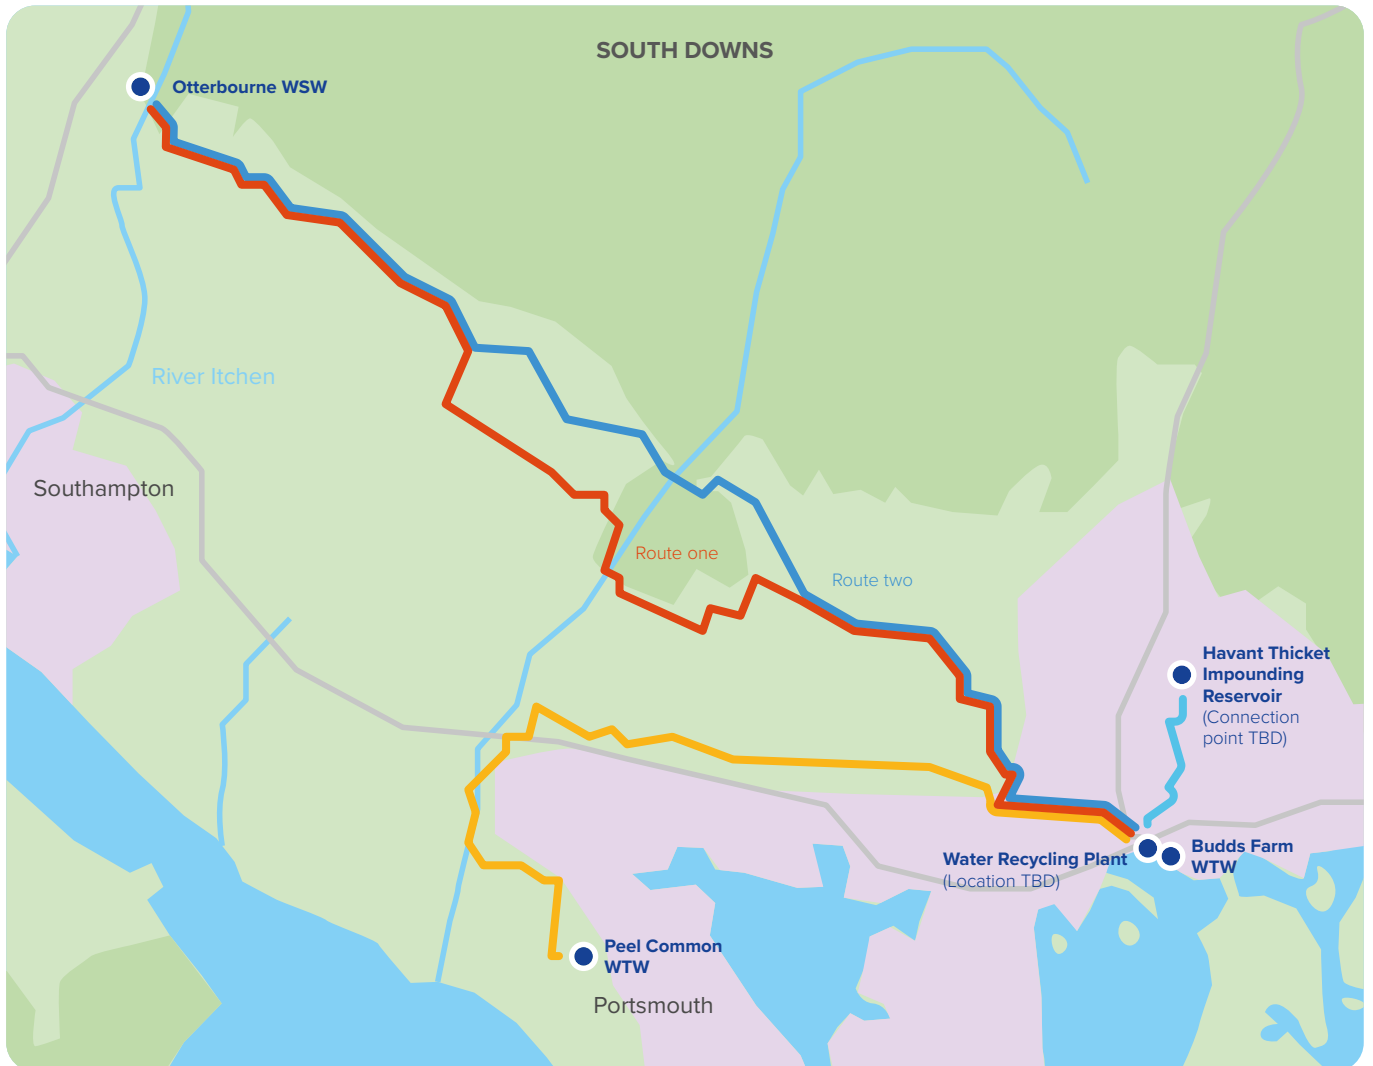 SOUTH DOWNS
Otterbourne WSW
River Itchen
Southampton
Route one
Route two
Havant Thicket
Impounding
Reservoir
(Connection
point TBD)
Water Recycling Plant
(Location TBD)
Budds Farm
WTW
Peel Common
WTW
Portsmouth